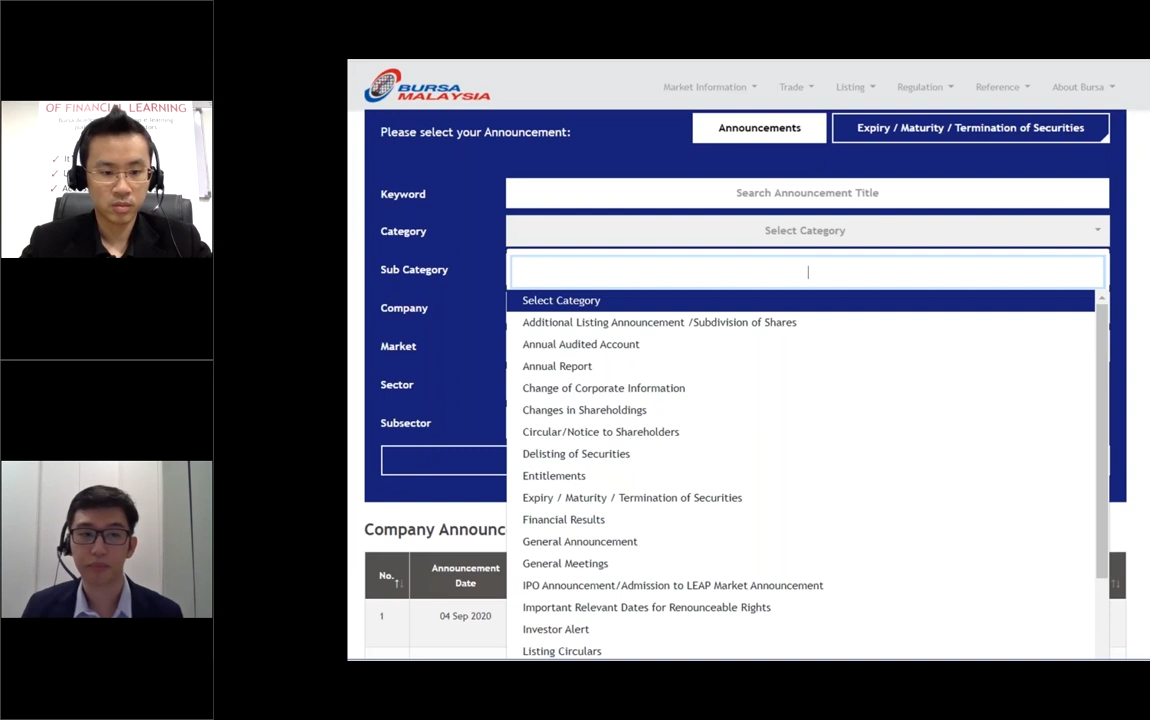 OF FINANCIAL LEARNING
BURSA
MALAYSIA
Market Information
Trade
Listing
Regulation
Reference
About Bursa
Please select your Announcement:
Announcements
Expiry / Maturity / Termination of Securities
Keyword
Search Announcement Title
Category
Select Category
Sub Category
Select Category
Additional Listing Announcement /Subdivision of Shares
Company
Annual Audited Account
Market
Annual Report
Sector
Change of Corporate Information
Changes in Shareholdings
Subsector
Circular/Notice to Shareholders
Delisting of Securities
Entitlements
Expiry / Maturity / Termination of Securities
Financial Results
Company Announc
General Announcement
General Meetings
No.
Announcement
Date
IPO Announcement/Admission to LEAP Market Announcement
Important Relevant Dates for Renounceable Rights
1
04 Sep 2020
Investor Alert
Listing Circulars